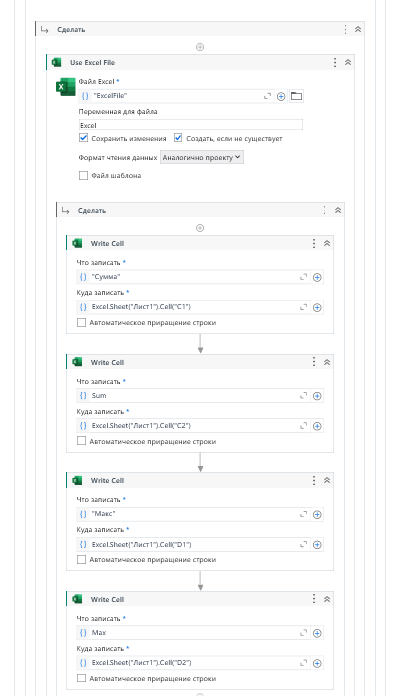 Сделать
Use Excel File
Файл Excel *
"ExcelFile"
Переменная для файла
Excel
Сохранить изменения Создать, если не существует
Формат чтения данных Аналогично проекту
Файл шаблона
Сделать
Write Cell
Что записать *
"Сумма"
Куда записать *
Excel.Sheet("Лист1").Cell("C1")
Автоматическое приращение строки
Write Cell
Что записать *
Sum
Куда записать *
Excel.Sheet("Лист1").Cell("C2")
Автоматическое приращение строки
Write Cell
Что записать *
"Макс"
Куда записать *
Excel.Sheet("Лист1").Cell("D1")
Автоматическое приращение строки
Write Cell
Что записать *
Max
Куда записать *
Excel.Sheet("Лист1").Cell("D2")
Автоматическое приращение строки